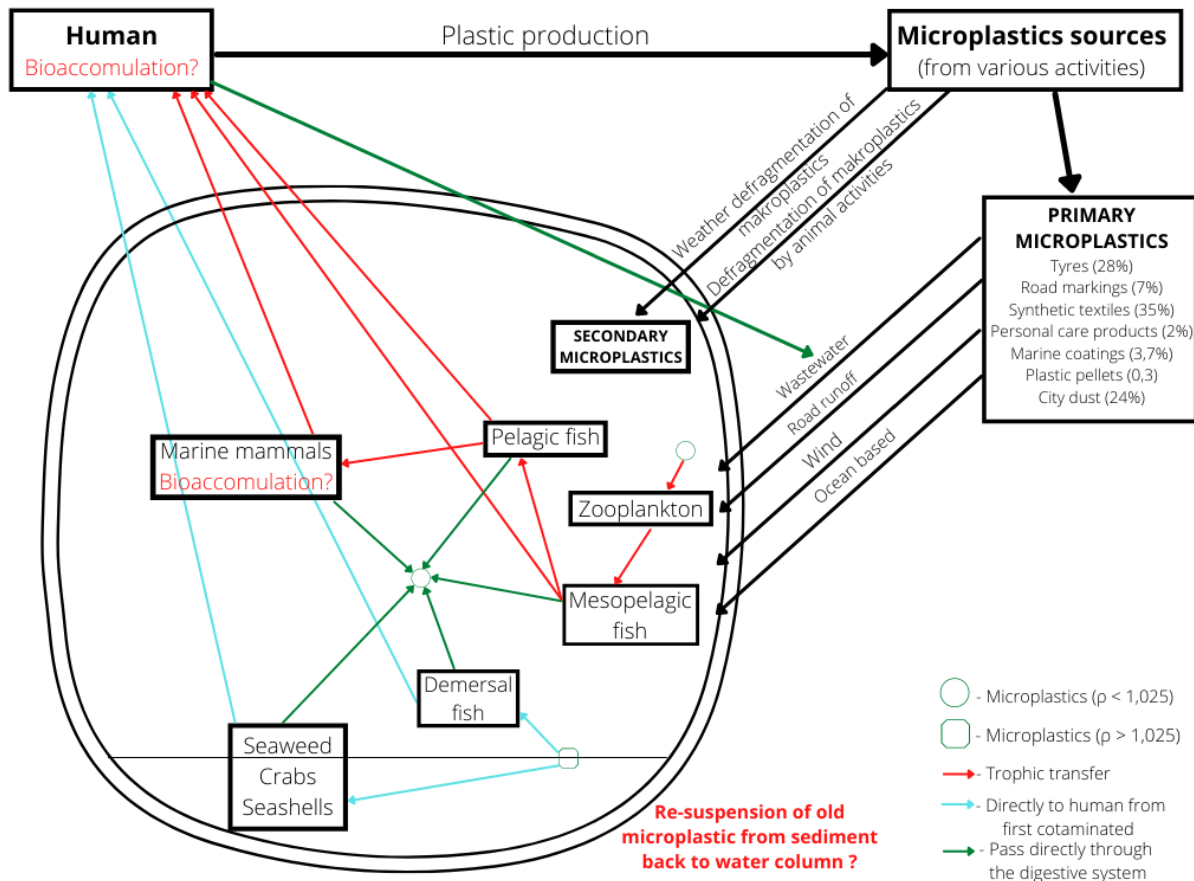 Human
Bioaccomulation?
Plastic production
Microplastics sources
(from various activities)
Weather defragmentation of
makroplastics
Defragmentation of makroplastics
by animal activities
PRIMARY
MICROPLASTICS
Tyres (28%)
Road markings (7%)
Synthetic textiles (35%)
Personal care products (2%)
Marine coatings (3,7%)
Plastic pellets (0,3)
City dust (24%)
SECONDARY
MICROPLASTICS
Wastewater
Road runoff
Wind
Ocean based
Pelagic fish
Marine mammals
Bioaccomulation?
Zooplankton
Mesopelagic
fish
Demersal
fish
Seaweed
Crabs
Seashells
Re-suspension of old
microplastic from sediment
back to water column ?
- Microplastics (ρ < 1,025)
- Microplastics (ρ > 1,025)
- Trophic transfer
- Directly to human from
first cotaminated
- Pass directly through
the digestive system